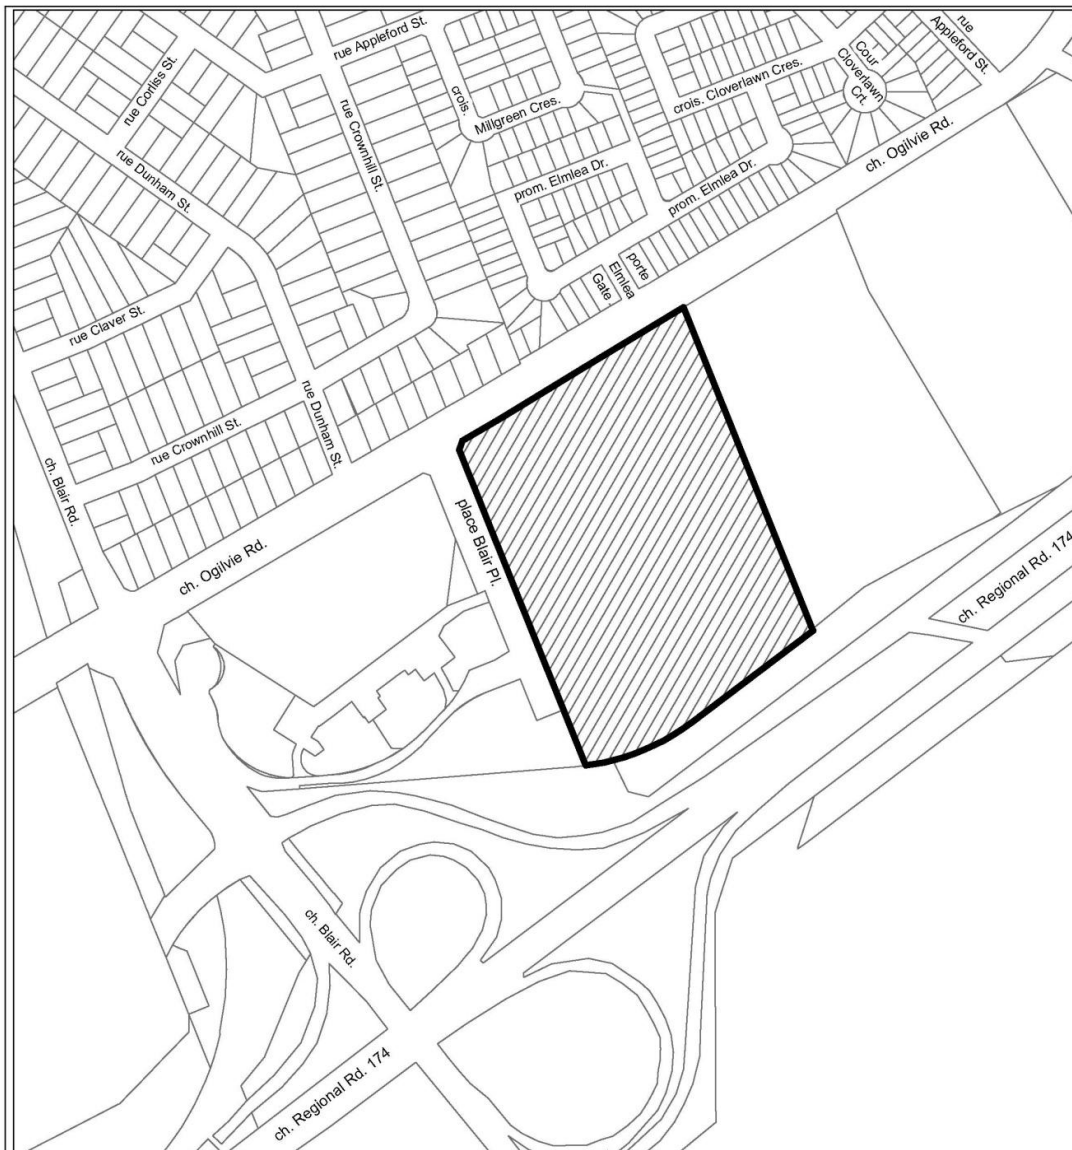 rue Appleford St.
rue
Appleford St.
Cour
Cloverlawn
Crt.
rue Corliss St.
crois.
Millgreen Cres.
crois. Cloverlawn Cres.
rue Crownhill St.
ch. Ogilvie Rd.
rue Dunham St.
prom. Elmlea Dr.
prom. Elmlea Dr.
porte
Elmlea
Gate
rue Claver St.
rue Dunham St.
rue Crownhill St.
ch. Blair Rd.
place Blair Pl.
ch. Ogilvie Rd.
ch. Regional Rd. 174
ch. Blair Rd.
ch. Regional Rd. 174